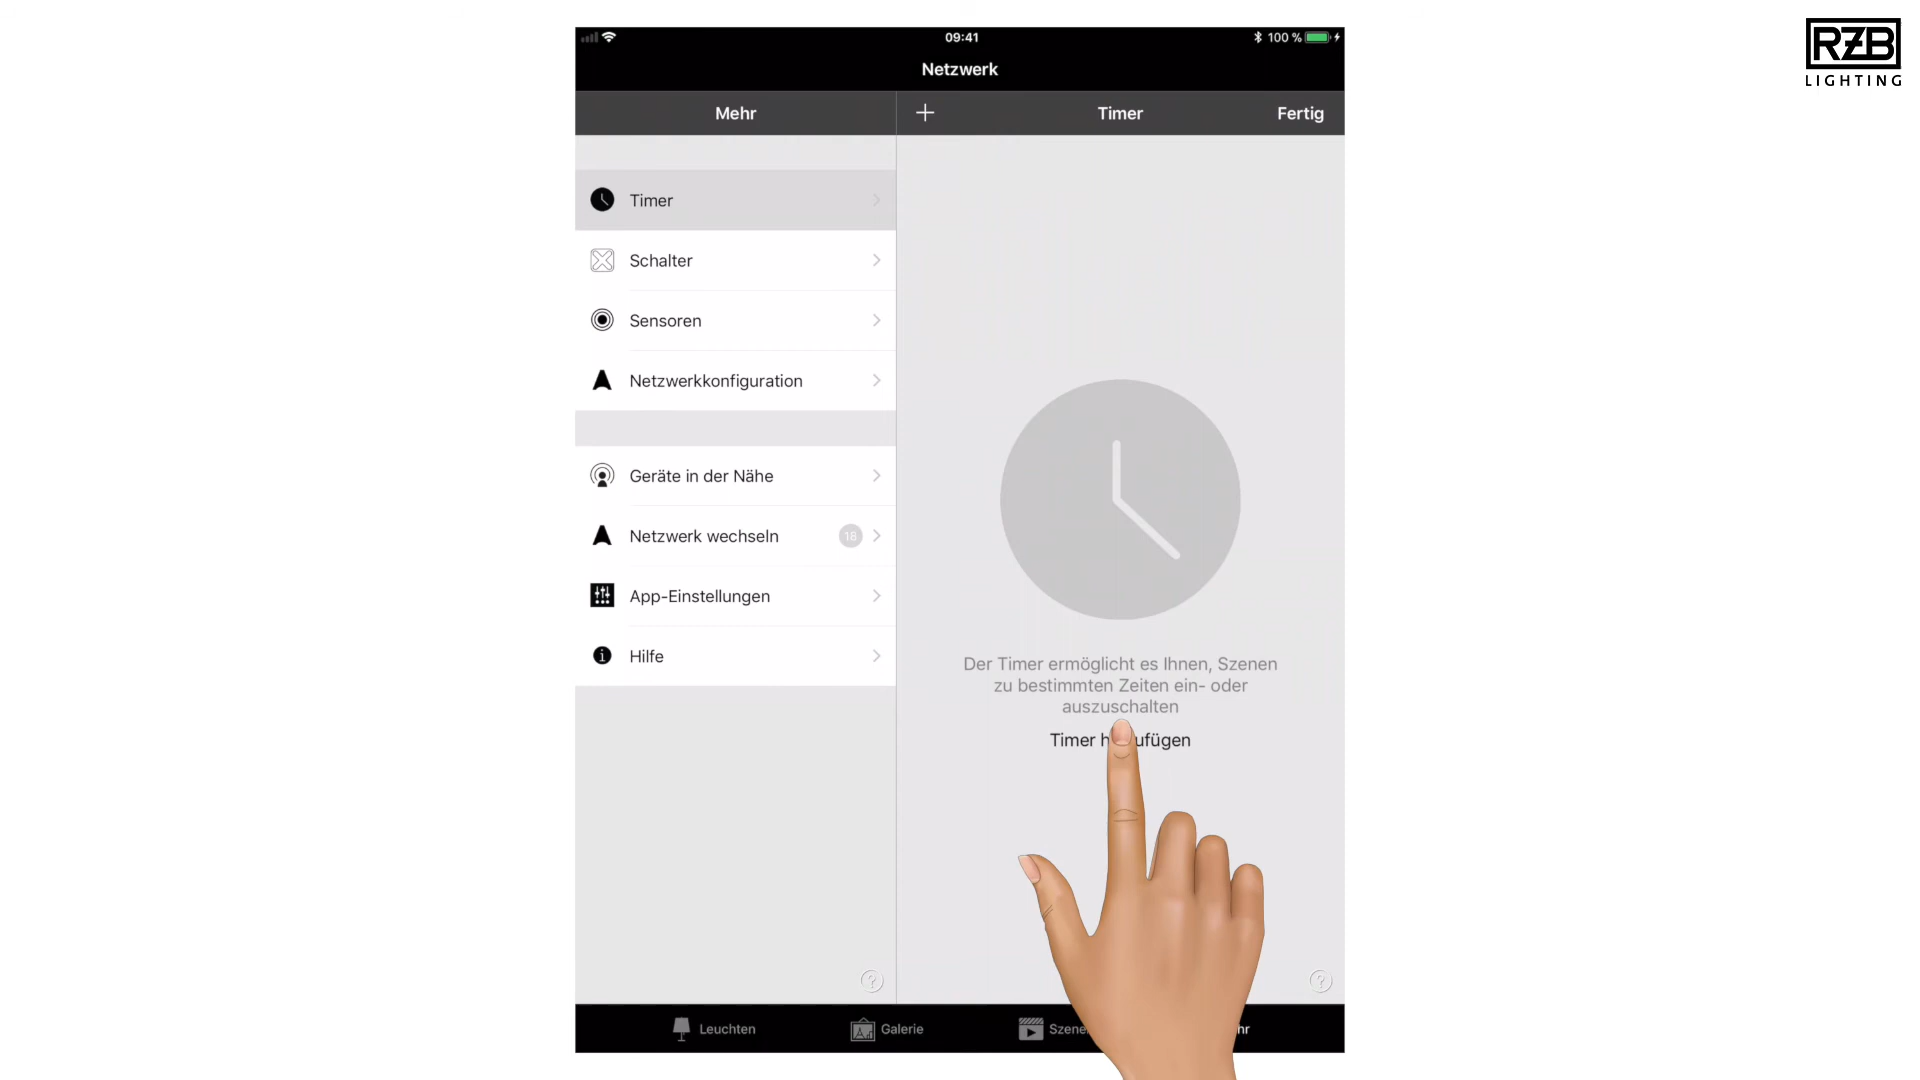 09:41
100 %
Netzwerk
Mehr
Timer
Fertig
Timer
Schalter
Sensoren
Netzwerkkonfiguration
Geräte in der Nähe
Netzwerk wechseln
18
App-Einstellungen
Hilfe
Der Timer ermöglicht es Ihnen, Szenen
zu bestimmten Zeiten ein- oder
auszuschalten
Timer
Leuchten
Galerie
RZB
LIGHTING